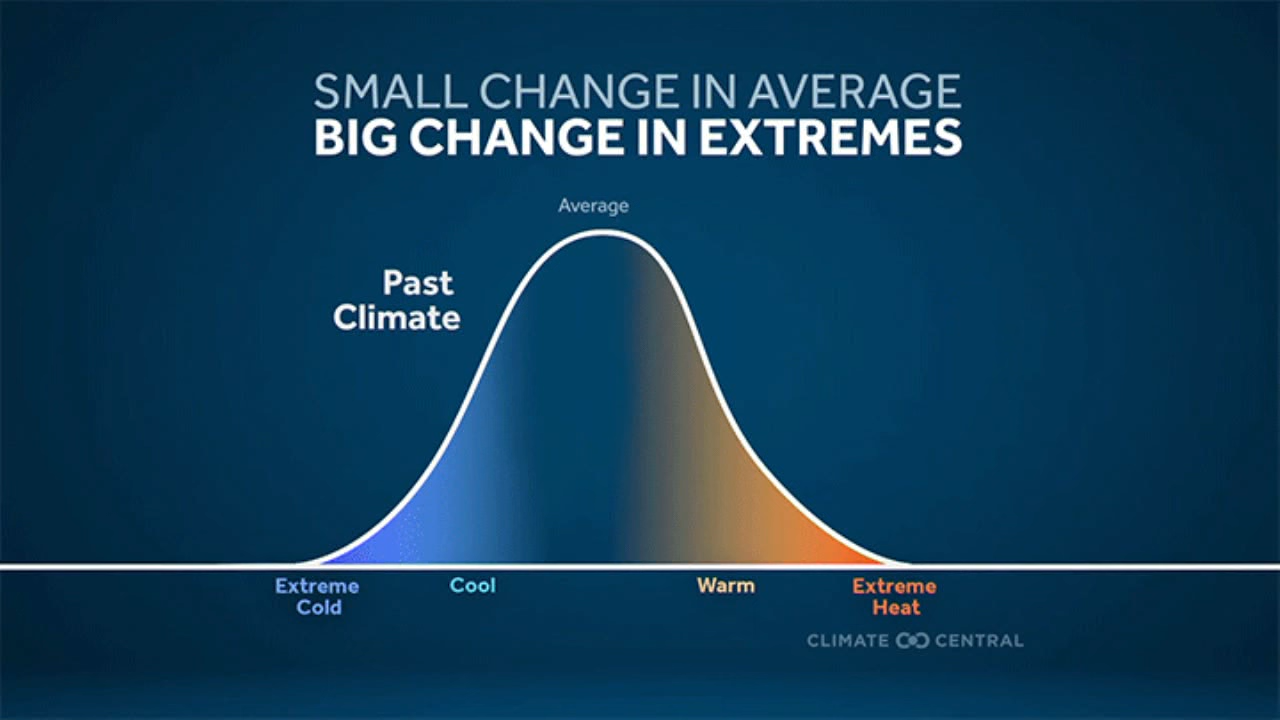 SMALL CHANGE IN AVERAGE
BIG CHANGE IN EXTREMES
Average
Past
Climate
Extreme
Cold
Cool
Warm
Extreme
Heat
CLIMATE CENTRAL